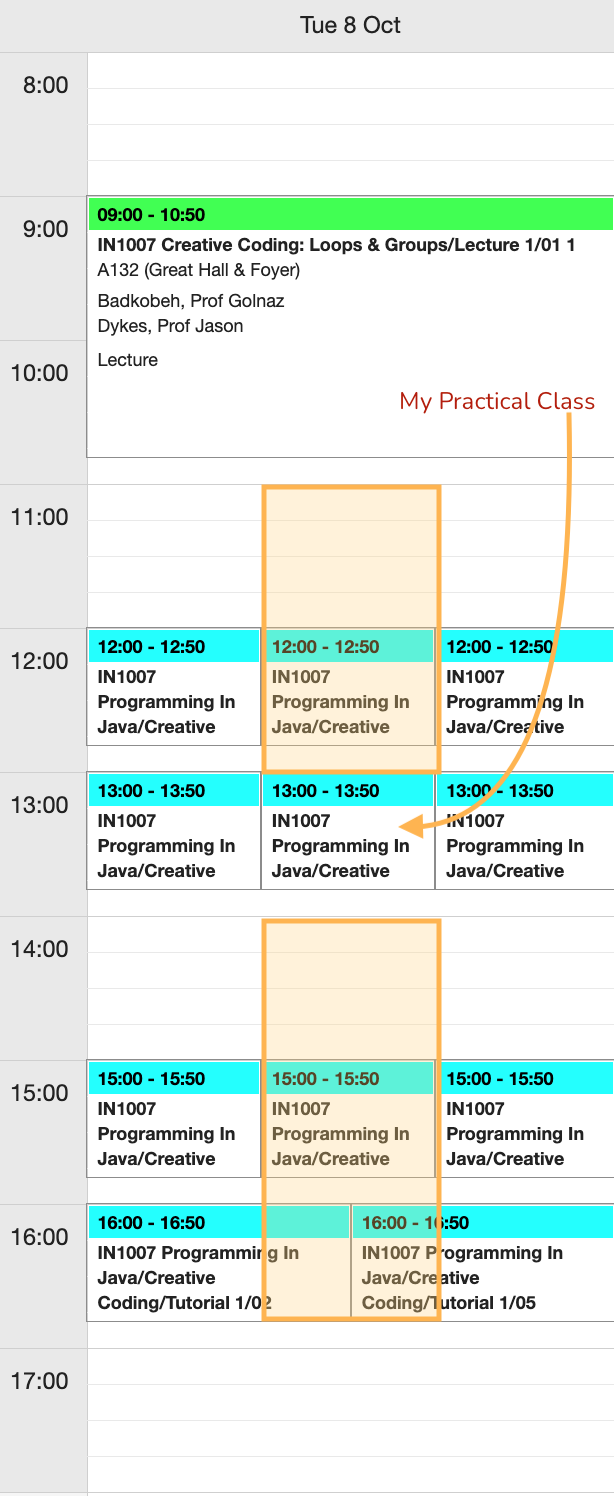 Tue 8 Oct
8:00
9:00
09:00 - 10:50
IN1007 Creative Coding: Loops & Groups/Lecture 1/01 1
A132 (Great Hall & Foyer)
Badkobeh, Prof Golnaz
Dykes, Prof Jason
Lecture
10:00
My Practical Class
11:00
12:00
12:00 - 12:50
IN1007
Programming In
Java/Creative
12:00 - 12:50
IN1007
Programming In
Java/Creative
12:00 - 12:50
IN1007
Programming In
Java/Creative
13:00
13:00 - 13:50
IN1007
Programming In
Java/Creative
13:00 - 13:50
IN1007
Programming In
Java/Creative
13:00 - 13:50
IN1007
Programming In
Java/Creative
14:00
15:00
15:00 - 15:50
IN1007
Programming In
Java/Creative
15:00 - 15:50
IN1007
Programming In
Java/Creative
15:00 - 15:50
IN1007
Programming In
Java/Creative
16:00
16:00 - 16:50
IN1007 Programming In
Java/Creative
Coding/Tutorial 1/02
16:00 - 16:50
IN1007 Programming In
Java/Creative
Coding/Tutorial 1/05
17:00